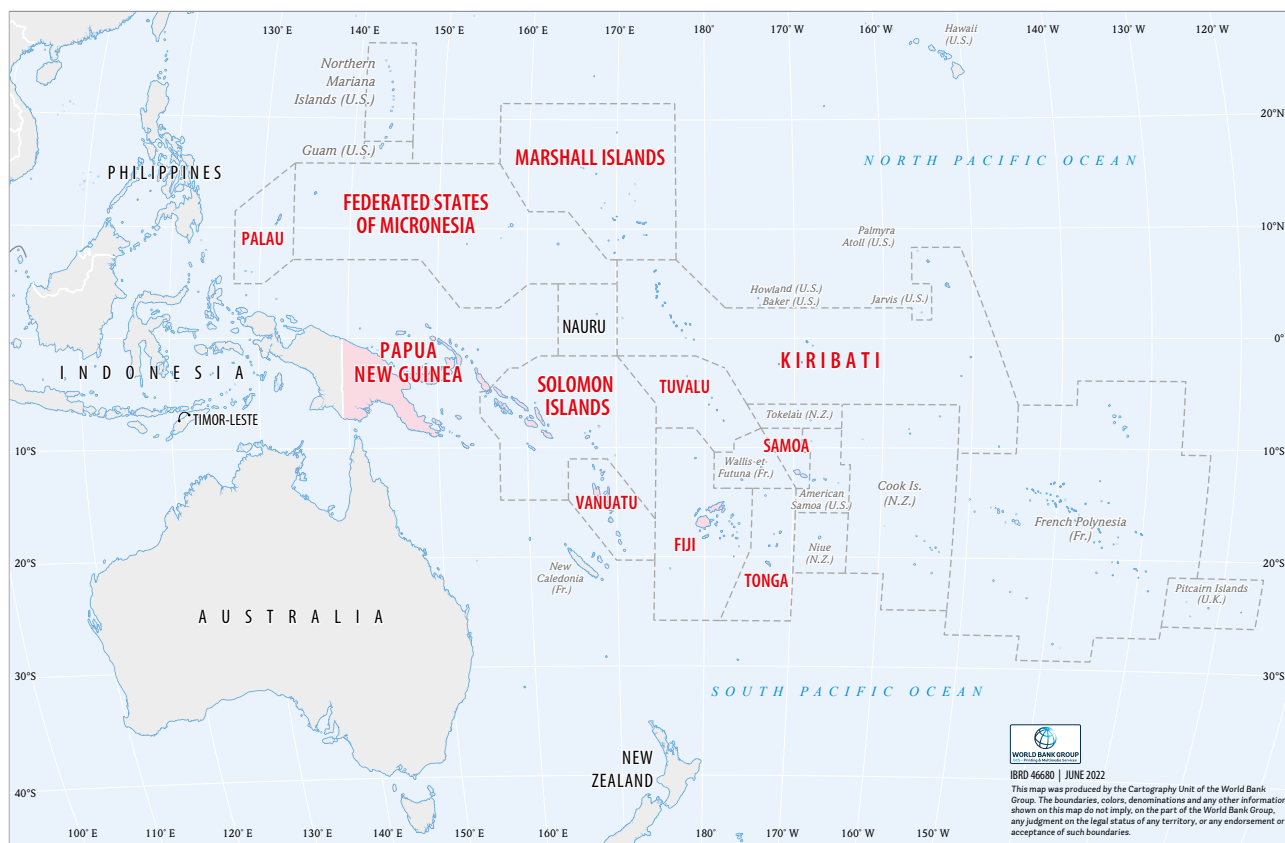 130° E
140° E
150° E
160° E
170° E
180°
170° W
160° W
Hawaii
(U.S.)
140° W
130° W
120° W
Northern
Mariana
Islands (U.S.)
20°N
Guam (U.S.)
MARSHALL ISLANDS
NORTH PACIFIC OCEAN
PHILIPPINES
FEDERATED STATES
OF MICRONESIA
PALAU
Palmyra
Atoll (U.S.)
10°N
Howland (U.S.)
Baker (U.S.)
Jarvis (U.S.)
NAURU
0°
PAPUA
NEW GUINEA
KIRIBATI
INDONESIA
SOLOMON
ISLANDS
TUVALU
TIMOR-LESTE
Tokelau (N.Z.)
10°S
SAMOA
10°S
Wallis-et-
Futuna (Fr.)
VANUATU
American
Samoa (U.S.)
Cook Is.
(N.Z.)
French Polynesia
(Fr.)
FIJI
Niue
(N.Z.)
20°S
New
Caledonia
(Fr.)
TONGA
20°S
Pitcairn Islands
(U.K.)
AUSTRALIA
30°S
30°S
SOUTH PACIFIC OCEAN
NEW
ZEALAND
WORLD BANK GROUP
GCS – Printing & Multimedia Services
IBRD 46680 | JUNE 2022
This map was produced by the Cartography Unit of the World Bank
Group. The boundaries, colors, denominations and any other information
shown on this map do not imply, on the part of the World Bank Group,
any judgment on the legal status of any territory, or any endorsement or
acceptance of such boundaries.
40°S
100° E
110° E
120° E
130° E
140° E
150° E
160° E
180°
170° W
160° W
150° W